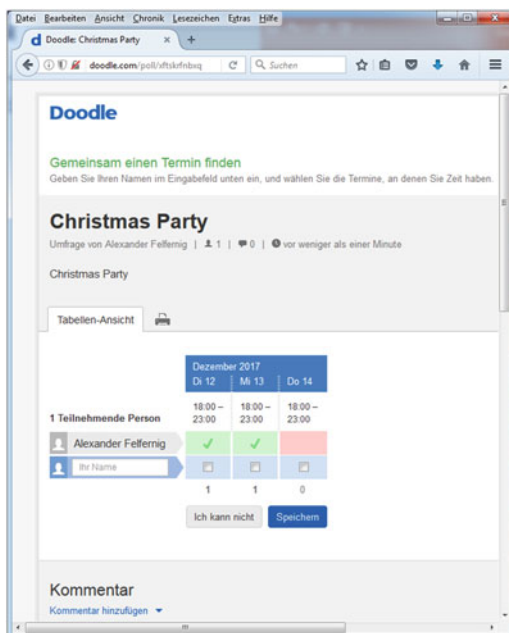 Datei Bearbeiten Ansicht Chronik Lesezeichen Extras Hilfe
Doodle: Christmas Party × +
doodle.com/poll/xftskrfnbxq Suchen
Doodle
Gemeinsam einen Termin finden
Geben Sie Ihren Namen im Eingabefeld unten ein, und wählen Sie die Termine, an denen Sie Zeit haben.
Christmas Party
Umfrage von Alexander Felfernig | 1 | 0 | vor weniger als einer Minute
Christmas Party
Tabellen-Ansicht
Dezember 2017
Di 12 Mi 13 Do 14
18:00 – 18:00 – 18:00 –
1 Teilnehmende Person 23:00 23:00 23:00
Alexander Felfernig
Ihr Name
1 1 0
Ich kann nicht Speichern
Kommentar
Kommentar hinzufügen